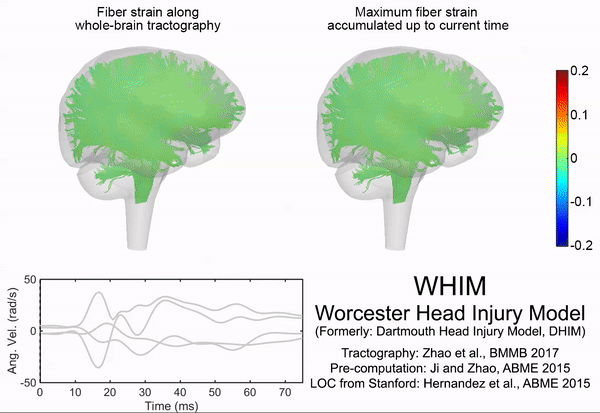 Fiber strain along
whole-brain tractography
Maximum fiber strain
accumulated up to current time
0.2
0.1
0
-0.1
-0.2
50
0
-50
Ang. Vel. (rad/s)
0 10 20 30 40 50 60 70
Time (ms)
WHIM
Worcester Head Injury Model
(Formerly: Dartmouth Head Injury Model, DHIM)
Tractography: Zhao et al., BMMB 2017
Pre-computation: Ji and Zhao, ABME 2015
LOC from Stanford: Hernandez et al., ABME 2015